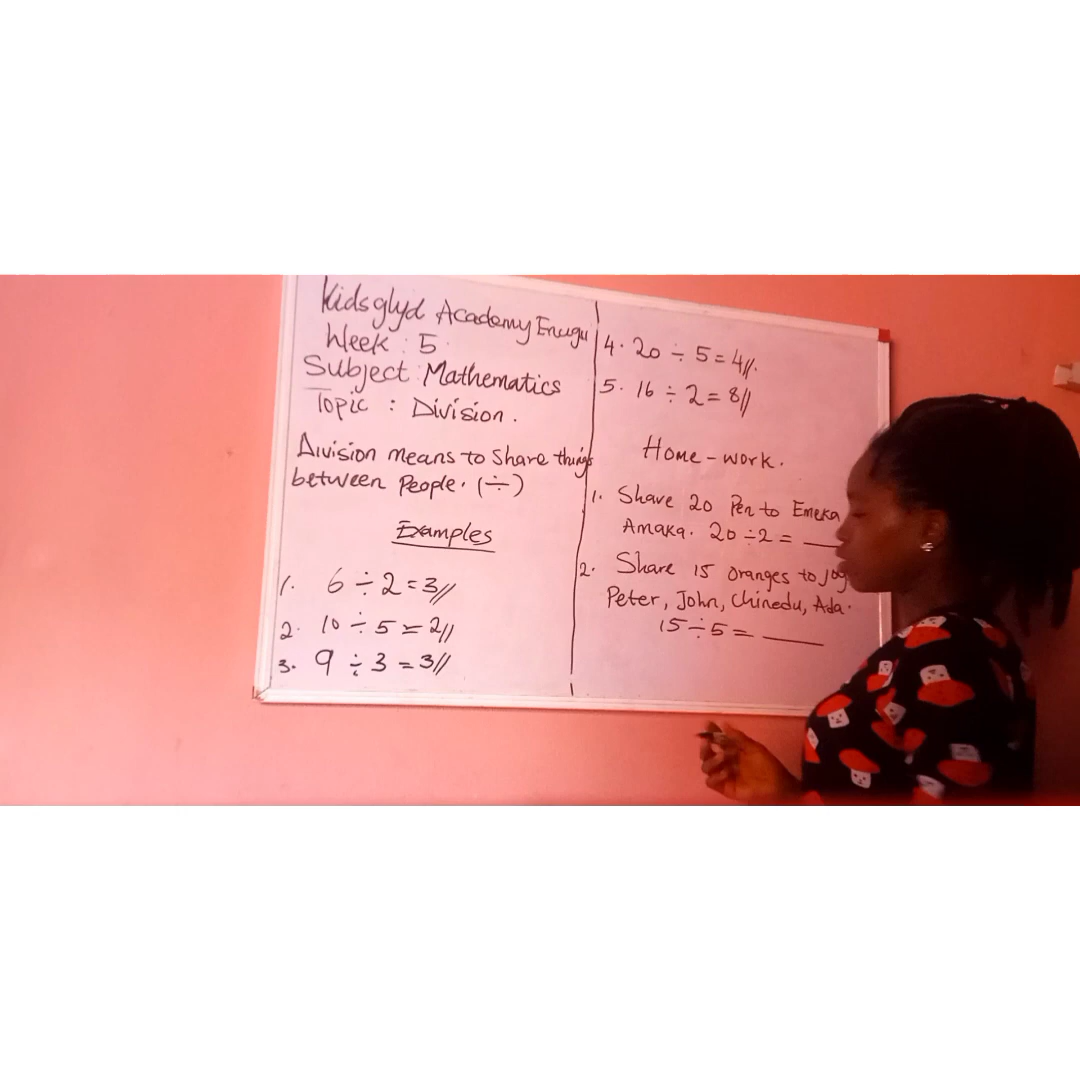 Kidsglyd Academy Enugu
Week : 5
Subject : Mathematics
Topic : Division.
Division means to share things
between People. (÷)
Examples
1. 6 ÷ 2 = 3//
2. 10 ÷ 5 = 2//
3. 9 ÷ 3 = 3//
4. 20 ÷ 5 = 4//.
5. 16 ÷ 2 = 8//
Home-work.
1. Share 20 Pen to Emeka
Amaka. 20 ÷ 2 = ___
2. Share 15 oranges to
Peter, John, Chinedu, Ada.
15 ÷ 5 = ___